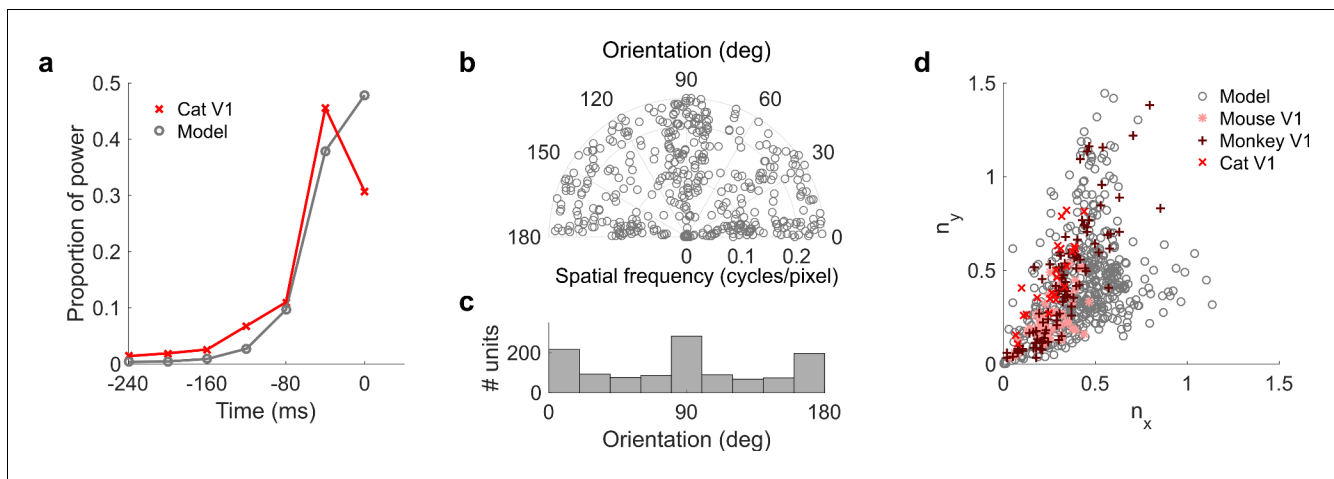 a
0.5
0.4
0.3
0.2
0.1
0
Proportion of power
Cat V1
Model
-240
-160
-80
0
Time (ms)
b
Orientation (deg)
90
120
60
150
30
180
0
0
0.1
0.2
Spatial frequency (cycles/pixel)
c
# units
200
0
0
90
180
Orientation (deg)
d
1.5
1
0.5
0
n_y
Model
Mouse V1
Monkey V1
Cat V1
0
0.5
1
1.5
n_x